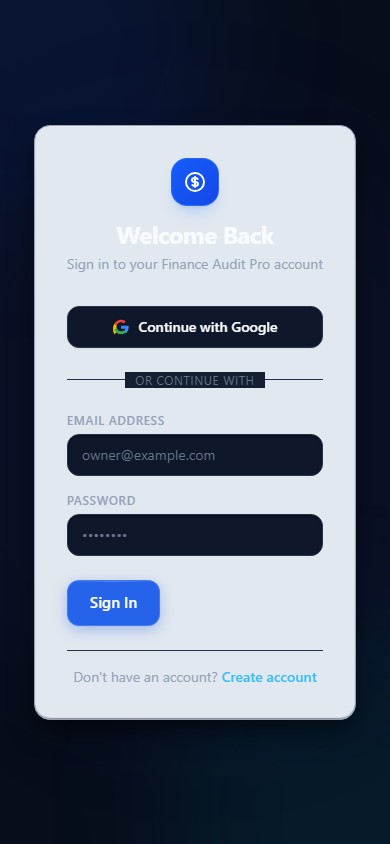 Welcome Back
Sign in to your Finance Audit Pro account
Continue with Google
OR CONTINUE WITH
EMAIL ADDRESS
owner@example.com
PASSWORD
••••••••
Sign In
Don't have an account? Create account